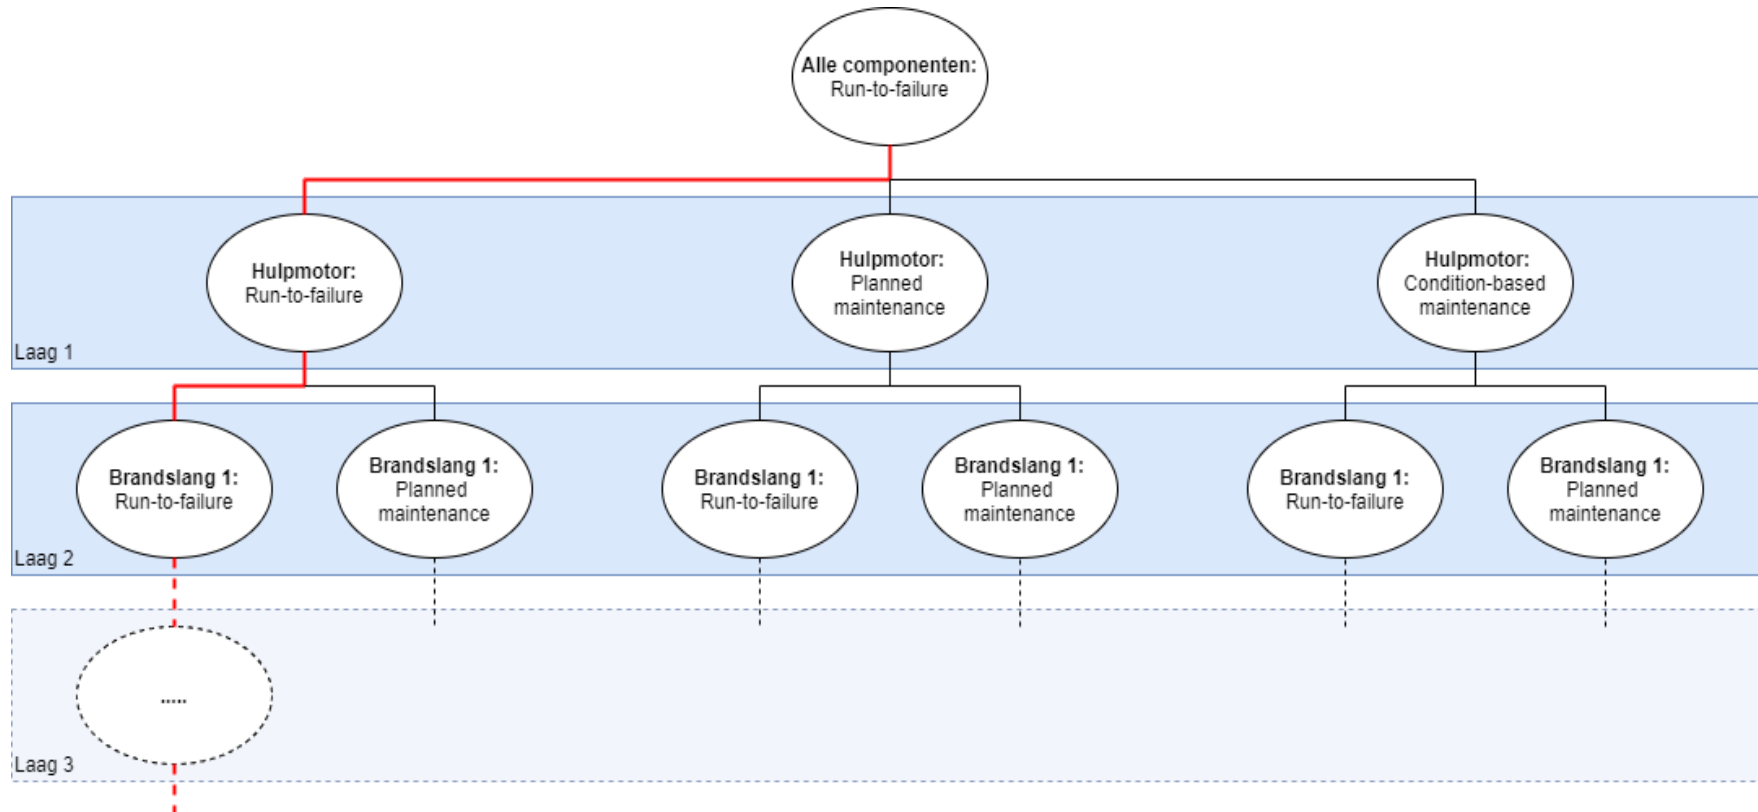 Alle componenten:
Run-to-failure
Hulpmotor:
Run-to-failure
Hulpmotor:
Planned
maintenance
Hulpmotor:
Condition-based
maintenance
Laag 1
Brandslang 1:
Run-to-failure
Brandslang 1:
Planned
maintenance
Brandslang 1:
Run-to-failure
Brandslang 1:
Planned
maintenance
Brandslang 1:
Run-to-failure
Brandslang 1:
Planned
maintenance
Laag 2
.....
Laag 3